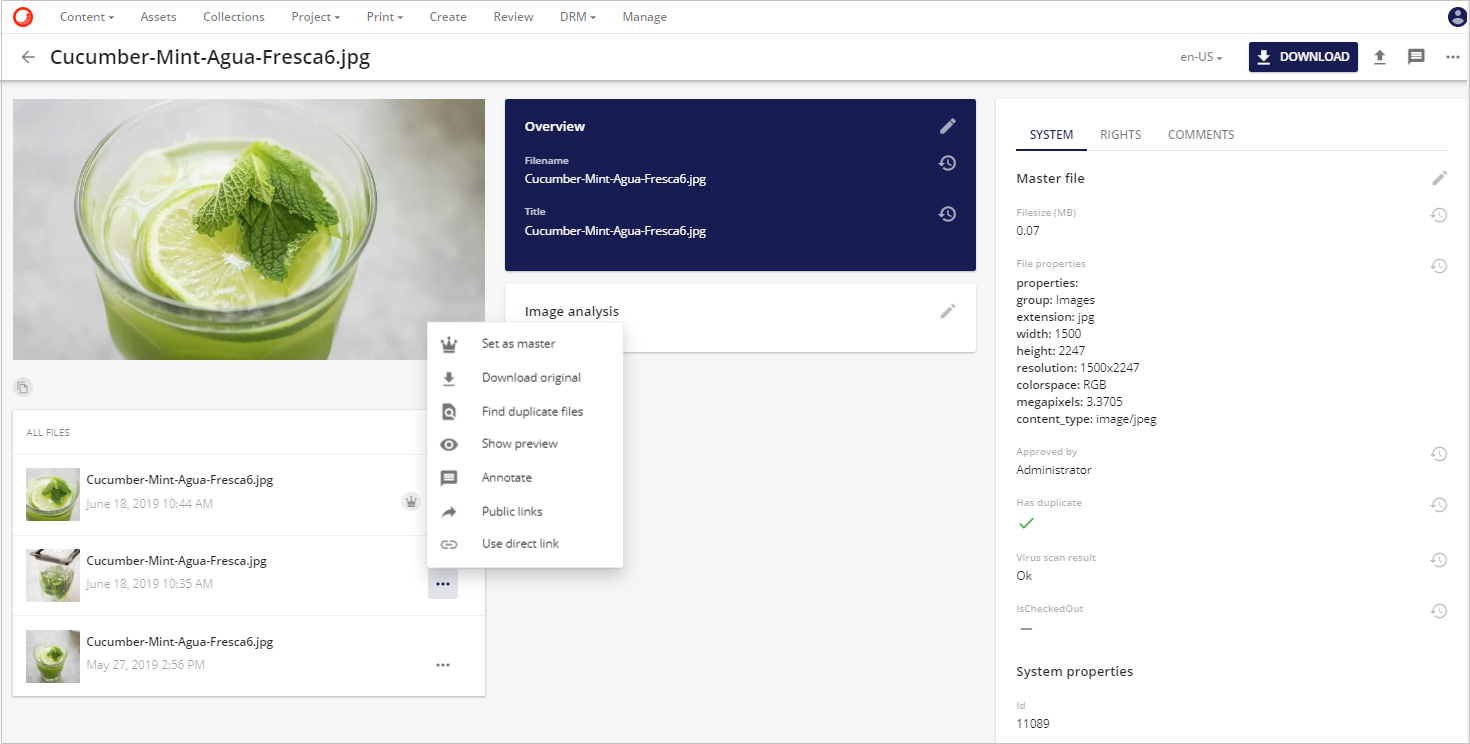 Content Assets Collections Project Print Create Review DRM Manage
Cucumber-Mint-Agua-Fresca6.jpg
en-US
DOWNLOAD
Overview
Filename
Cucumber-Mint-Agua-Fresca6.jpg
Title
Cucumber-Mint-Agua-Fresca6.jpg
Image analysis
Set as master
Download original
Find duplicate files
Show preview
Annotate
Public links
Use direct link
ALL FILES
Cucumber-Mint-Agua-Fresca6.jpg
June 18, 2019 10:44 AM
Cucumber-Mint-Agua-Fresca.jpg
June 18, 2019 10:35 AM
Cucumber-Mint-Agua-Fresca6.jpg
May 27, 2019 2:56 PM
SYSTEM RIGHTS COMMENTS
Master file
Filesize (MB)
0.07
File properties
properties:
group: Images
extension: jpg
width: 1500
height: 2247
resolution: 1500x2247
colorspace: RGB
megapixels: 3.3705
content_type: image/jpeg
Approved by
Administrator
Has duplicate
Virus scan result
Ok
IsCheckedOut
—
System properties
Id
11089